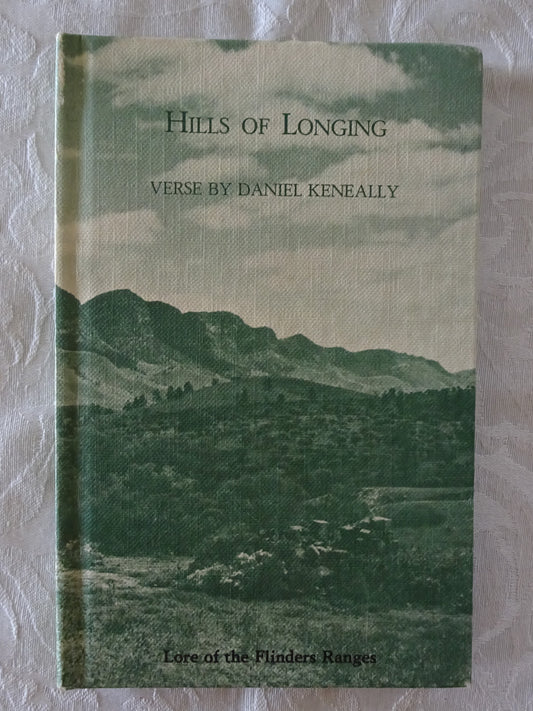 Hills of Longing
VERSE BY DANIEL KENEALLY
Lore of the Flinders Ranges